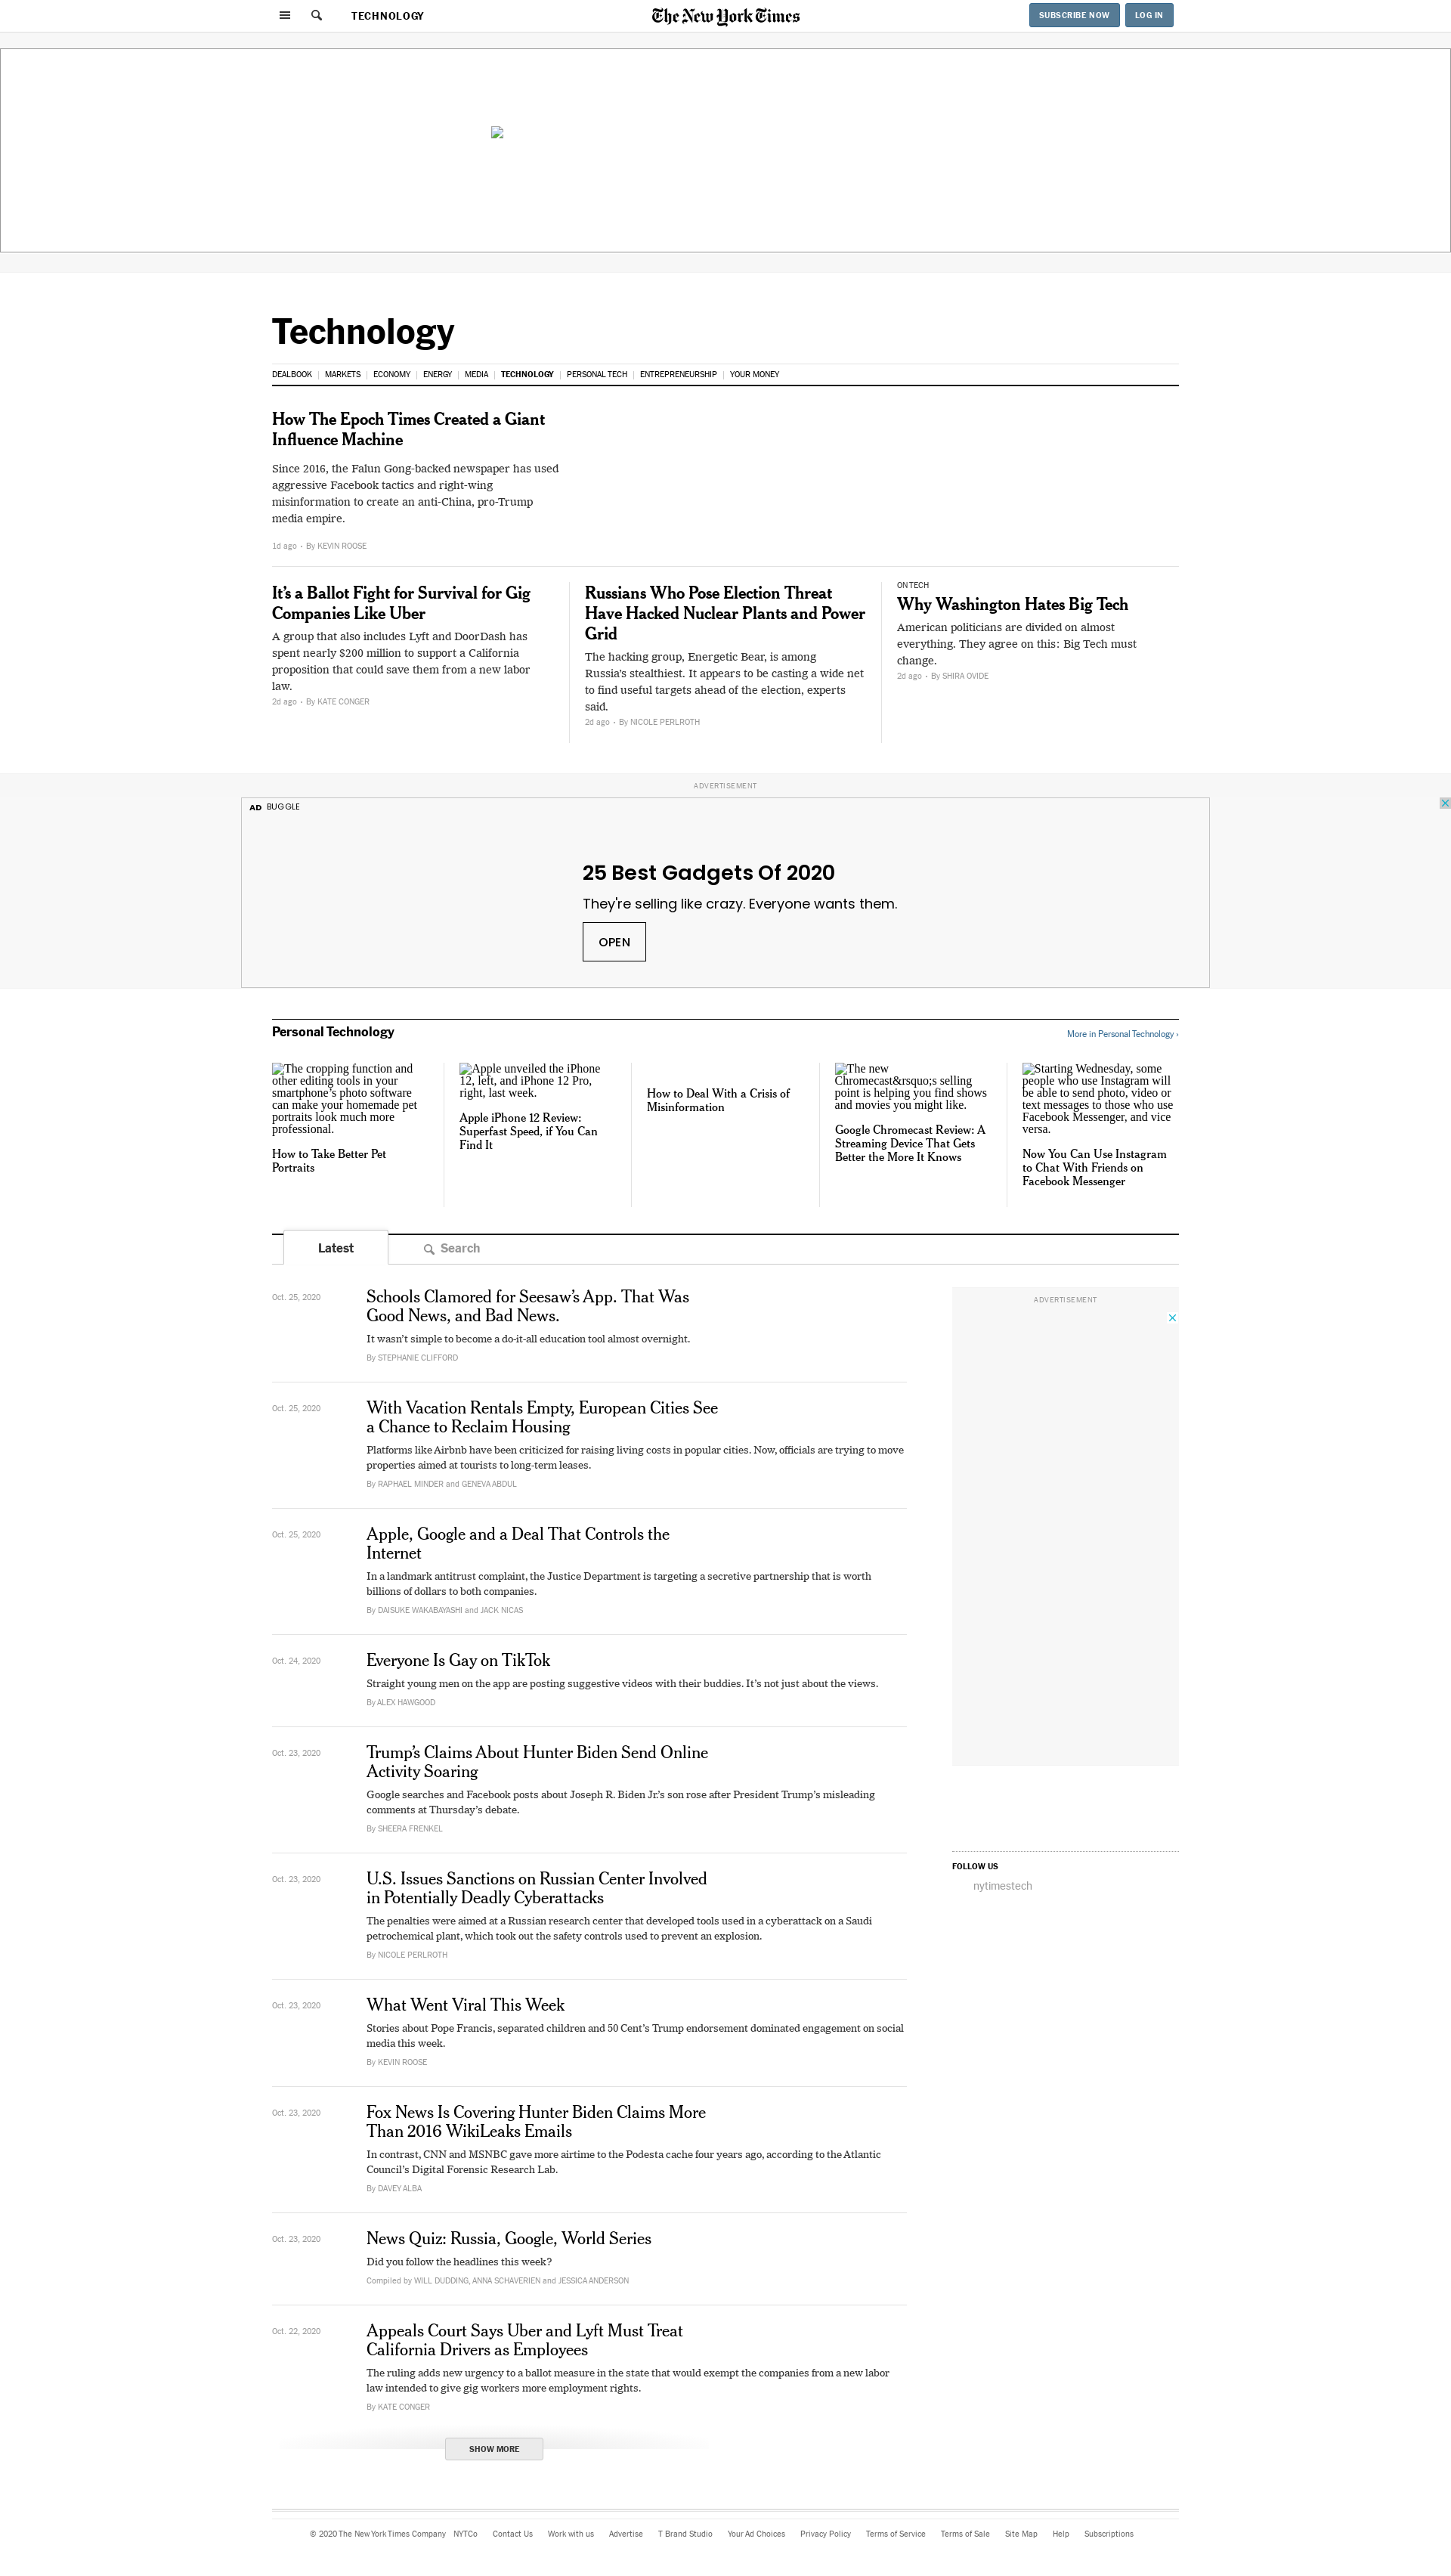 TECHNOLOGY
The New York Times
SUBSCRIBE NOW
LOG IN
Technology
DEALBOOK
MARKETS
ECONOMY
ENERGY
MEDIA
TECHNOLOGY
PERSONAL TECH
ENTREPRENEURSHIP
YOUR MONEY
How The Epoch Times Created a Giant
Influence Machine
Since 2016, the Falun Gong-backed newspaper has used
aggressive Facebook tactics and right-wing
misinformation to create an anti-China, pro-Trump
media empire.
1d ago • By KEVIN ROOSE
It’s a Ballot Fight for Survival for Gig
Companies Like Uber
A group that also includes Lyft and DoorDash has
spent nearly $200 million to support a California
proposition that could save them from a new labor
law.
2d ago • By KATE CONGER
Russians Who Pose Election Threat
Have Hacked Nuclear Plants and Power
Grid
The hacking group, Energetic Bear, is among
Russia’s stealthiest. It appears to be casting a wide net
to find useful targets ahead of the election, experts
said.
2d ago • By NICOLE PERLROTH
ON TECH
Why Washington Hates Big Tech
American politicians are divided on almost
everything. They agree on this: Big Tech must
change.
2d ago • By SHIRA OVIDE
ADVERTISEMENT
AD BUGGLE
25 Best Gadgets Of 2020
They're selling like crazy. Everyone wants them.
OPEN
Personal Technology
More in Personal Technology ›
The cropping function and
other editing tools in your
smartphone’s photo software
can make your homemade pet
portraits look much more
professional.
How to Take Better Pet
Portraits
Apple unveiled the iPhone
12, left, and iPhone 12 Pro,
right, last week.
Apple iPhone 12 Review:
Superfast Speed, if You Can
Find It
How to Deal With a Crisis of
Misinformation
The new
Chromecast&rsquo;s selling
point is helping you find shows
and movies you might like.
Google Chromecast Review: A
Streaming Device That Gets
Better the More It Knows
Starting Wednesday, some
people who use Instagram will
be able to send photo, video or
text messages to those who use
Facebook Messenger, and vice
versa.
Now You Can Use Instagram
to Chat With Friends on
Facebook Messenger
Latest
Search
Oct. 25, 2020
Schools Clamored for Seesaw’s App. That Was
Good News, and Bad News.
It wasn’t simple to become a do-it-all education tool almost overnight.
By STEPHANIE CLIFFORD
Oct. 25, 2020
With Vacation Rentals Empty, European Cities See
a Chance to Reclaim Housing
Platforms like Airbnb have been criticized for raising living costs in popular cities. Now, officials are trying to move
properties aimed at tourists to long-term leases.
By RAPHAEL MINDER and GENEVA ABDUL
Oct. 25, 2020
Apple, Google and a Deal That Controls the
Internet
In a landmark antitrust complaint, the Justice Department is targeting a secretive partnership that is worth
billions of dollars to both companies.
By DAISUKE WAKABAYASHI and JACK NICAS
Oct. 24, 2020
Everyone Is Gay on TikTok
Straight young men on the app are posting suggestive videos with their buddies. It’s not just about the views.
By ALEX HAWGOOD
Oct. 23, 2020
Trump’s Claims About Hunter Biden Send Online
Activity Soaring
Google searches and Facebook posts about Joseph R. Biden Jr.’s son rose after President Trump’s misleading
comments at Thursday’s debate.
By SHEERA FRENKEL
Oct. 23, 2020
U.S. Issues Sanctions on Russian Center Involved
in Potentially Deadly Cyberattacks
The penalties were aimed at a Russian research center that developed tools used in a cyberattack on a Saudi
petrochemical plant, which took out the safety controls used to prevent an explosion.
By NICOLE PERLROTH
Oct. 23, 2020
What Went Viral This Week
Stories about Pope Francis, separated children and 50 Cent’s Trump endorsement dominated engagement on social
media this week.
By KEVIN ROOSE
Oct. 23, 2020
Fox News Is Covering Hunter Biden Claims More
Than 2016 WikiLeaks Emails
In contrast, CNN and MSNBC gave more airtime to the Podesta cache four years ago, according to the Atlantic
Council’s Digital Forensic Research Lab.
By DAVEY ALBA
Oct. 23, 2020
News Quiz: Russia, Google, World Series
Did you follow the headlines this week?
Compiled by WILL DUDDING, ANNA SCHAVERIEN and JESSICA ANDERSON
Oct. 22, 2020
Appeals Court Says Uber and Lyft Must Treat
California Drivers as Employees
The ruling adds new urgency to a ballot measure in the state that would exempt the companies from a new labor
law intended to give gig workers more employment rights.
By KATE CONGER
SHOW MORE
ADVERTISEMENT
FOLLOW US
nytimestech
© 2020 The New York Times Company
NYTCo
Contact Us
Work with us
Advertise
T Brand Studio
Your Ad Choices
Privacy Policy
Terms of Service
Terms of Sale
Site Map
Help
Subscriptions